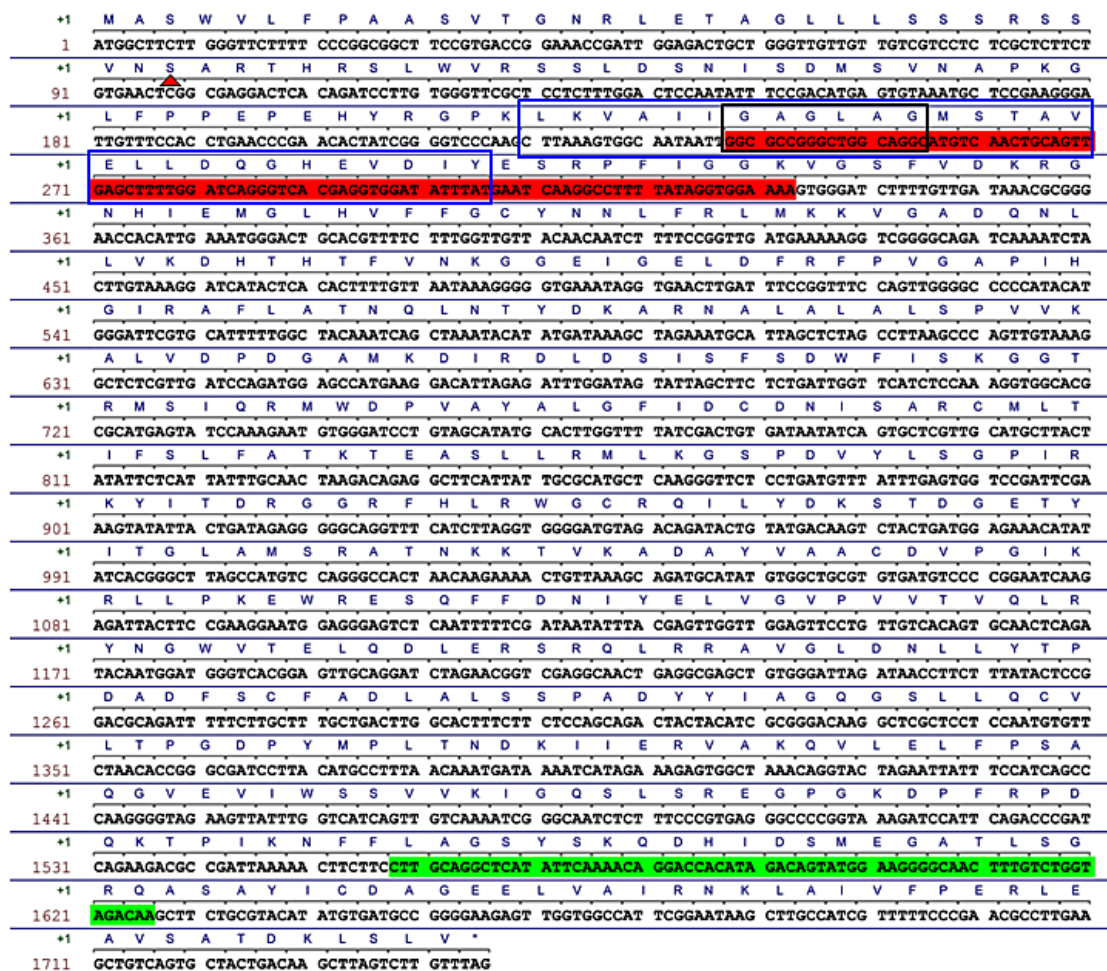 +1 M A S W V L F P A A S V T G N R L E T A G L L L S S S R S S
1 ATGGCTTCTT GGGTTCTTTT CCCGGCGGCT TCCGTGACCG GAAACCGATT GGAGACTGCT GGGTTGTTGT TGTCGTCCTC TCGCTCTTCT
+1 V N S A R T H R S L W V R S S L D S N I S D M S V N A P K G
91 GTGAACTCGG CGAGGACTCA CAGATCCTTG TGGGTTCGCT CCTCTTTGGA CTCCAATATT TCCGACATGA GTGTAAATGC TCCGAAGGGA
+1 L F P P E P E H Y R G P K L K V A I I G A G L A G M S T A V
181 TTGTTTCCAC CTGAACCCGA ACACTATCGG GGTCCCAAGC TTAAAGTGGC AATAATTGGC GCCGGGCTGG CAGGCATGTC AACTGCAGTT
+1 E L L D Q G H E V D I Y E S R P F I G G K V G S F V D K R G
271 GAGCTTTTGG ATCAGGGTCA CGAGGTGGAT ATTTATGAAT CAAGGCCTTT TATAGGTGGA AAAGTGGGAT CTTTTGTTGA TAAACGCGGG
+1 N H I E M G L H V F F G C Y N N L F R L M K K V G A D Q N L
361 AACCACATTG AAATGGGACT GCACGTTTTC TTTGGTTGTT ACAACAATCT TTTCCGGTTG ATGAAAAAGG TCGGGGCAGA TCAAAATCTA
+1 L V K D H T H T F V N K G G E I G E L D F R F P V G A P I H
451 CTTGTAAAGG ATCATACTCA CACTTTTGTT AATAAAGGGG GTGAAATAGG TGAACTTGAT TTCCGGTTTC CAGTTGGGGC CCCCATACAT
+1 G I R A F L A T N Q L N T Y D K A R N A L A L A L S P V V K
541 GGGATTCGTG CATTTTTGGC TACAAATCAG CTAAATACAT ATGATAAAGC TAGAAATGCA TTAGCTCTAG CCTTAAGCCC AGTTGTAAAG
+1 A L V D P D G A M K D I R D L D S I S F S D W F I S K G G T
631 GCTCTCGTTG ATCCAGATGG AGCCATGAAG GACATTAGAG ATTTGGATAG TATTAGCTTC TCTGATTGGT TCATCTCCAA AGGTGGCACG
+1 R M S I Q R M W D P V A Y A L G F I D C D N I S A R C M L T
721 CGCATGAGTA TCCAAAGAAT GTGGGATCCT GTAGCATATG CACTTGGTTT TATCGACTGT GATAATATCA GTGCTCGTTG CATGCTTACT
+1 I F S L F A T K T E A S L L R M L K G S P D V Y L S G P I R
811 ATATTCTCAT TATTTGCAAC TAAGACAGAG GCTTCATTAT TGCGCATGCT CAAGGGTTCT CCTGATGTTT ATTTGAGTGG TCCGATTCGA
+1 K Y I T D R G G R F H L R W G C R Q I L Y D K S T D G E T Y
901 AAGTATATTA CTGATAGAGG GGGCAGGTTT CATCTTAGGT GGGGATGTAG ACAGATACTG TATGACAAGT CTACTGATGG AGAAACATAT
+1 I T G L A M S R A T N K K T V K A D A Y V A A C D V P G I K
991 ATCACGGGCT TAGCCATGTC CAGGGCCACT AACAAGAAAA CTGTTAAAGC AGATGCATAT GTGGCTGCGT GTGATGTCCC CGGAATCAAG
+1 R L L P K E W R E S Q F F D N I Y E L V G V P V V T V Q L R
1081 AGATTACTTC CGAAGGAATG GAGGGAGTCT CAATTTTTCG ATAATATTTA CGAGTTGGTT GGAGTTCCTG TTGTCACAGT GCAACTCAGA
+1 Y N G W V T E L Q D L E R S R Q L R R A V G L D N L L Y T P
1171 TACAATGGAT GGGTCACGGA GTTGCAGGAT CTAGAACGGT CGAGGCAACT GAGGCGAGCT GTGGGATTAG ATAACCTTCT TTATACTCCG
+1 D A D F S C F A D L A L S S P A D Y Y I A G Q G S L L Q C V
1261 GACGCAGATT TTTCTTGCTT TGCTGACTTG GCACTTTCTT CTCCAGCAGA CTACTACATC GCGGGACAAG GCTCGCTCCT CCAATGTGTT
+1 L T P G D P Y M P L T N D K I I E R V A K Q V L E L F P S A
1351 CTAACACCGG GCGATCCTTA CATGCCTTTA ACAAATGATA AAATCATAGA AAGAGTGGCT AAACAGGTAC TAGAATTATT TCCATCAGCC
+1 Q G V E V I W S S V V K I G Q S L S R E G P G K D P F R P D
1441 CAAGGGGTAG AAGTTATTTG GTCATCAGTT GTCAAAATCG GGCAATCTCT TTCCCGTGAG GGCCCCGGTA AAGATCCATT CAGACCCGAT
+1 Q K T P I K N F F L A G S Y S K Q D H I D S M E G A T L S G
1531 CAGAAGACGC CGATTAAAAA CTTCTTCCTT GCAGGCTCAT ATTCAAAACA GGACCACATA GACAGTATGG AAGGGGCAAC TTTGTCTGGT
+1 R Q A S A Y I C D A G E E L V A I R N K L A I V F P E R L E
1621 AGACAAGCTT CTGCGTACAT ATGTGATGCC GGGGAAGAGT TGGTGGCCAT TCGGAATAAG CTTGCCATCG TTTTTCCCGA ACGCCTTGAA
+1 A V S A T D K L S L V *
1711 GCTGTCAGTG CTACTGACAA GCTTAGTCTT GTTTAG